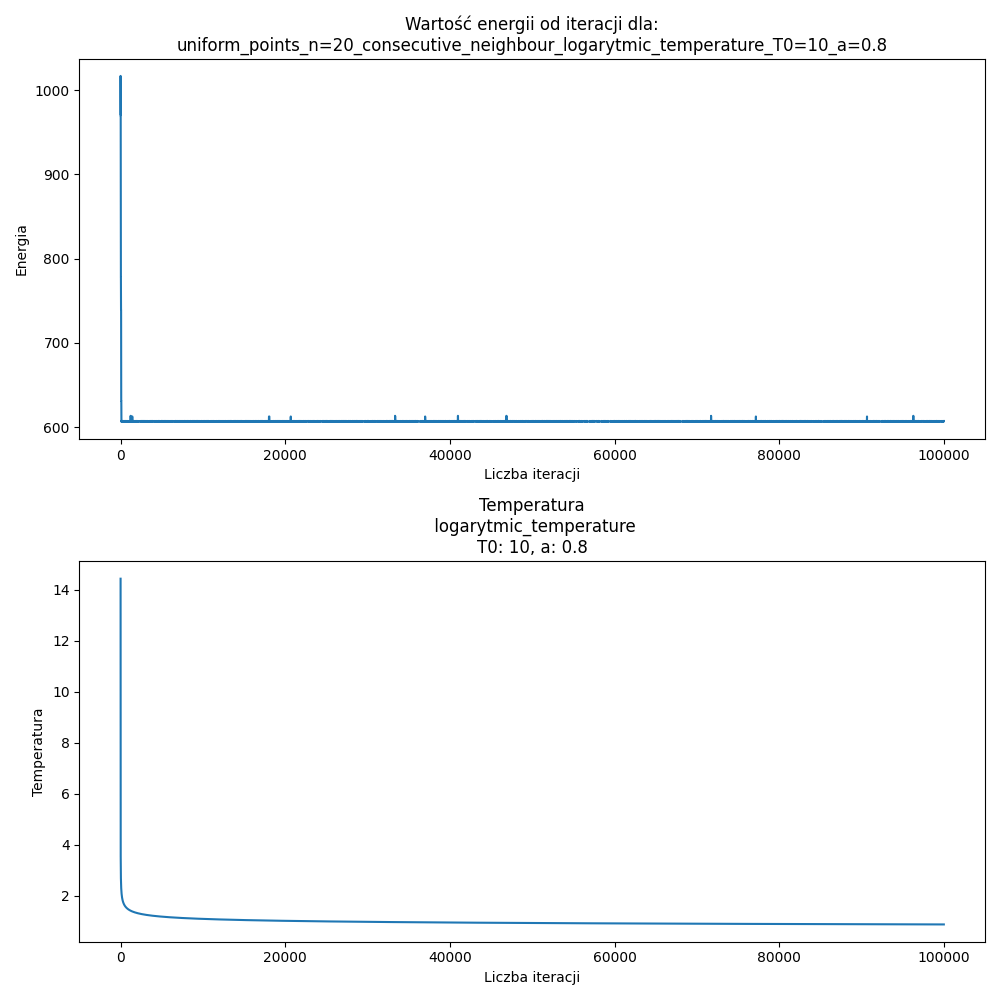 Wartość energii od iteracji dla:
uniform_points_n=20_consecutive_neighbour_logarytmic_temperature_T0=10_a=0.8
1000
900
800
700
600
Energia
0 20000 40000 60000 80000 100000
Liczba iteracji
Temperatura
logarytmic_temperature
T0: 10, a: 0.8
14
12
10
8
6
4
2
Temperatura
0 20000 40000 60000 80000 100000
Liczba iteracji